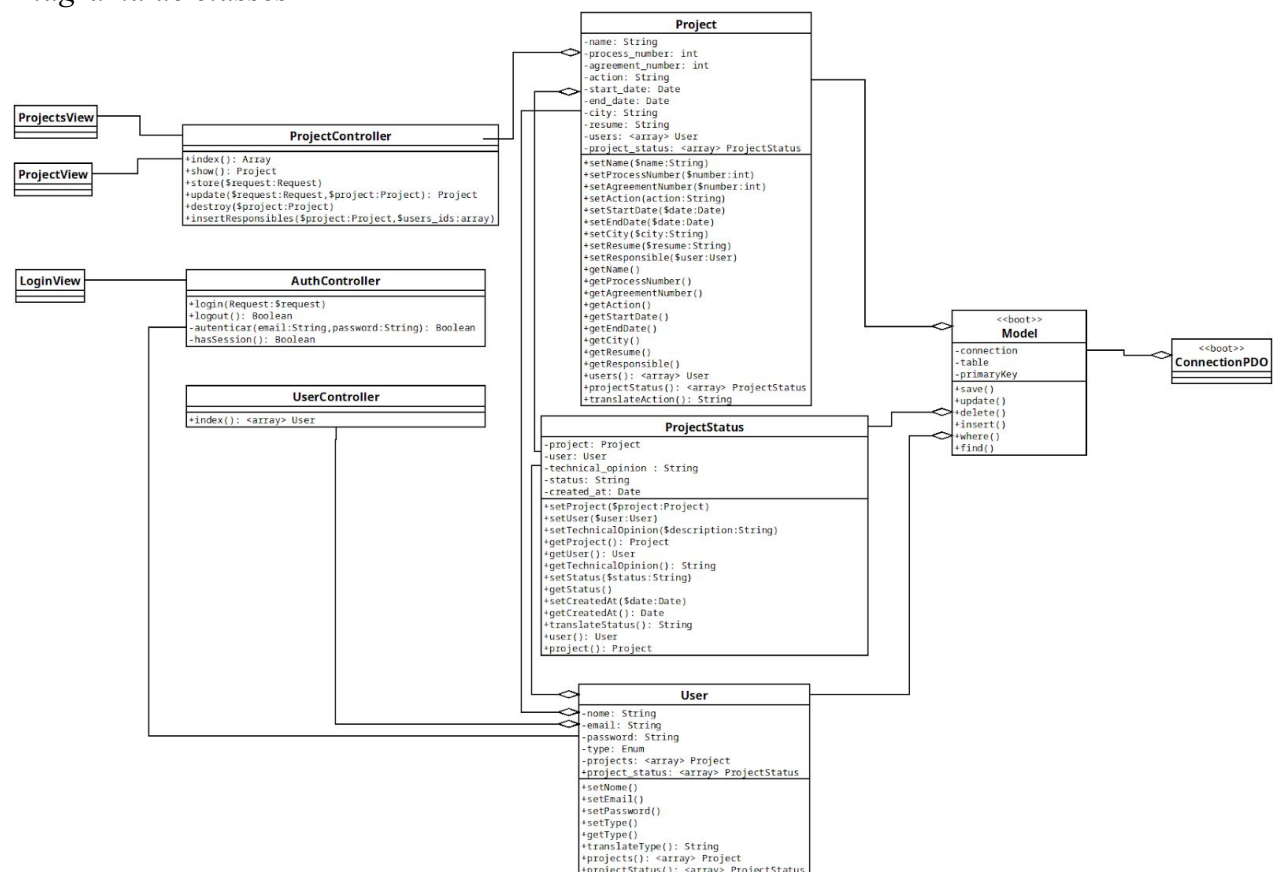 ProjectsView
ProjectView
ProjectController
+index(): Array
+show(): Project
+store($request:Request)
+update($request:Request,$project:Project): Project
+destroy($project:Project)
+insertResponsibles($project:Project,$users_ids:array)
LoginView
AuthController
+login(Request:$request)
+logout(): Boolean
-autenticar(email:String,password:String): Boolean
-hasSession(): Boolean
UserController
+index(): <array> User
Project
-name: String
-process_number: int
-agreement_number: int
-action: String
-start_date: Date
-end_date: Date
-city: String
-resume: String
-users: <array> User
-project_status: <array> ProjectStatus
+setName($name:String)
+setProcessNumber($number:int)
+setAgreementNumber($number:int)
+setAction(action:String)
+setStartDate($date:Date)
+setEndDate($date:Date)
+setCity($city:String)
+setResume($resume:String)
+setResponsible($user:User)
+getName()
+getProcessNumber()
+getAgreementNumber()
+getAction()
+getStartDate()
+getEndDate()
+getCity()
+getResume()
+getResponsible()
+users(): <array> User
+projectStatus(): <array> ProjectStatus
+translateAction(): String
ProjectStatus
-project: Project
-user: User
-technical_opinion : String
-status: String
-created_at: Date
+setProject($project:Project)
+setUser($user:User)
+setTechnicalOpinion($description:String)
+getProject(): Project
+getUser(): User
+getTechnicalOpinion(): String
+setStatus($status:String)
+getStatus()
+setCreatedAt($date:Date)
+getCreatedAt(): Date
+translateStatus(): String
+user(): User
+project(): Project
User
-nome: String
-email: String
-password: String
-type: Enum
-projects: <array> Project
+project_status: <array> ProjectStatus
+setNome()
+setEmail()
+setPassword()
+setType()
+getType()
+translateType(): String
+projects(): <array> Project
+projectStatus(): <array> ProjectStatus
<<boot>>
Model
-connection
-table
-primaryKey
+save()
+update()
+delete()
+insert()
+where()
+find()
<<boot>>
ConnectionPDO